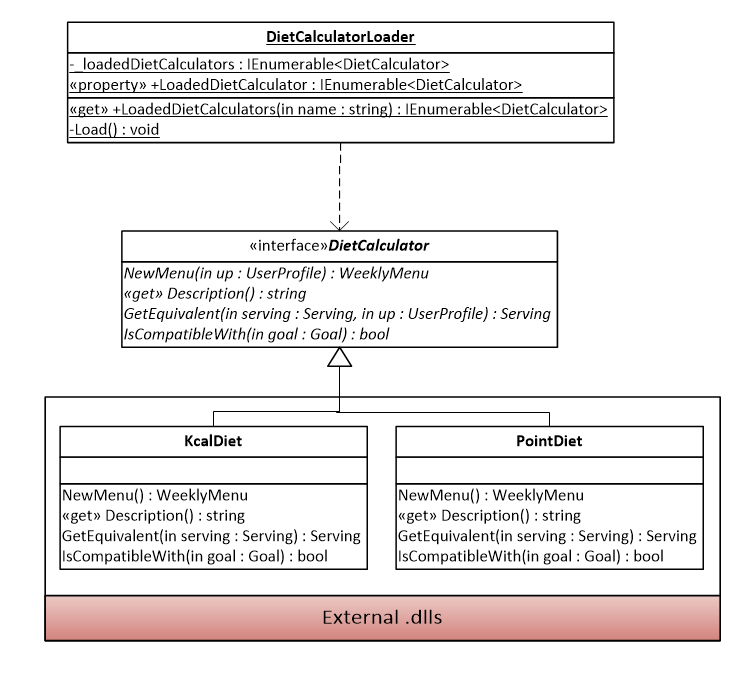 DietCalculatorLoader
-_loadedDietCalculators : IEnumerable<DietCalculator>
«property» +LoadedDietCalculator : IEnumerable<DietCalculator>
«get» +LoadedDietCalculators(in name : string) : IEnumerable<DietCalculator>
-Load() : void
«interface»DietCalculator
NewMenu(in up : UserProfile) : WeeklyMenu
«get» Description() : string
GetEquivalent(in serving : Serving, in up : UserProfile) : Serving
IsCompatibleWith(in goal : Goal) : bool
KcalDiet
NewMenu() : WeeklyMenu
«get» Description() : string
GetEquivalent(in serving : Serving) : Serving
IsCompatibleWith(in goal : Goal) : bool
PointDiet
NewMenu() : WeeklyMenu
«get» Description() : string
GetEquivalent(in serving : Serving) : Serving
IsCompatibleWith(in goal : Goal) : bool
External .dlls